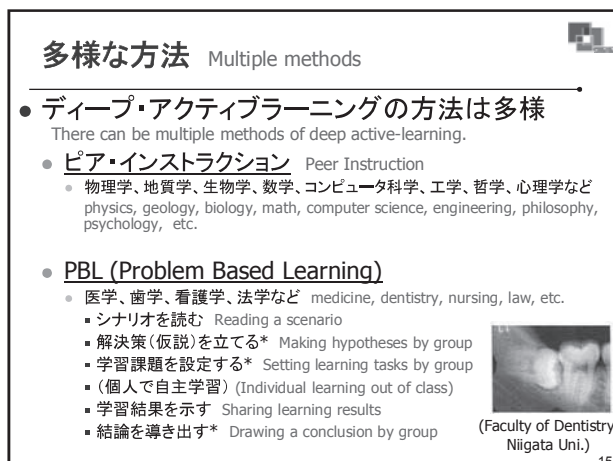 多様な方法 Multiple methods
● ディープ・アクティブラーニングの方法は多様
There can be multiple methods of deep active-learning.
● ピア・インストラクション Peer Instruction
● 物理学、地質学、生物学、数学、コンピュータ科学、工学、哲学、心理学など
physics, geology, biology, math, computer science, engineering, philosophy,
psychology, etc.
● PBL (Problem Based Learning)
● 医学、歯学、看護学、法学など medicine, dentistry, nursing, law, etc.
▪ シナリオを読む Reading a scenario
▪ 解決策(仮説)を立てる* Making hypotheses by group
▪ 学習課題を設定する* Setting learning tasks by group
▪ (個人で自主学習) (Individual learning out of class)
▪ 学習結果を示す Sharing learning results
▪ 結論を導き出す* Drawing a conclusion by group
(Faculty of Dentistry
Niigata Uni.)
15